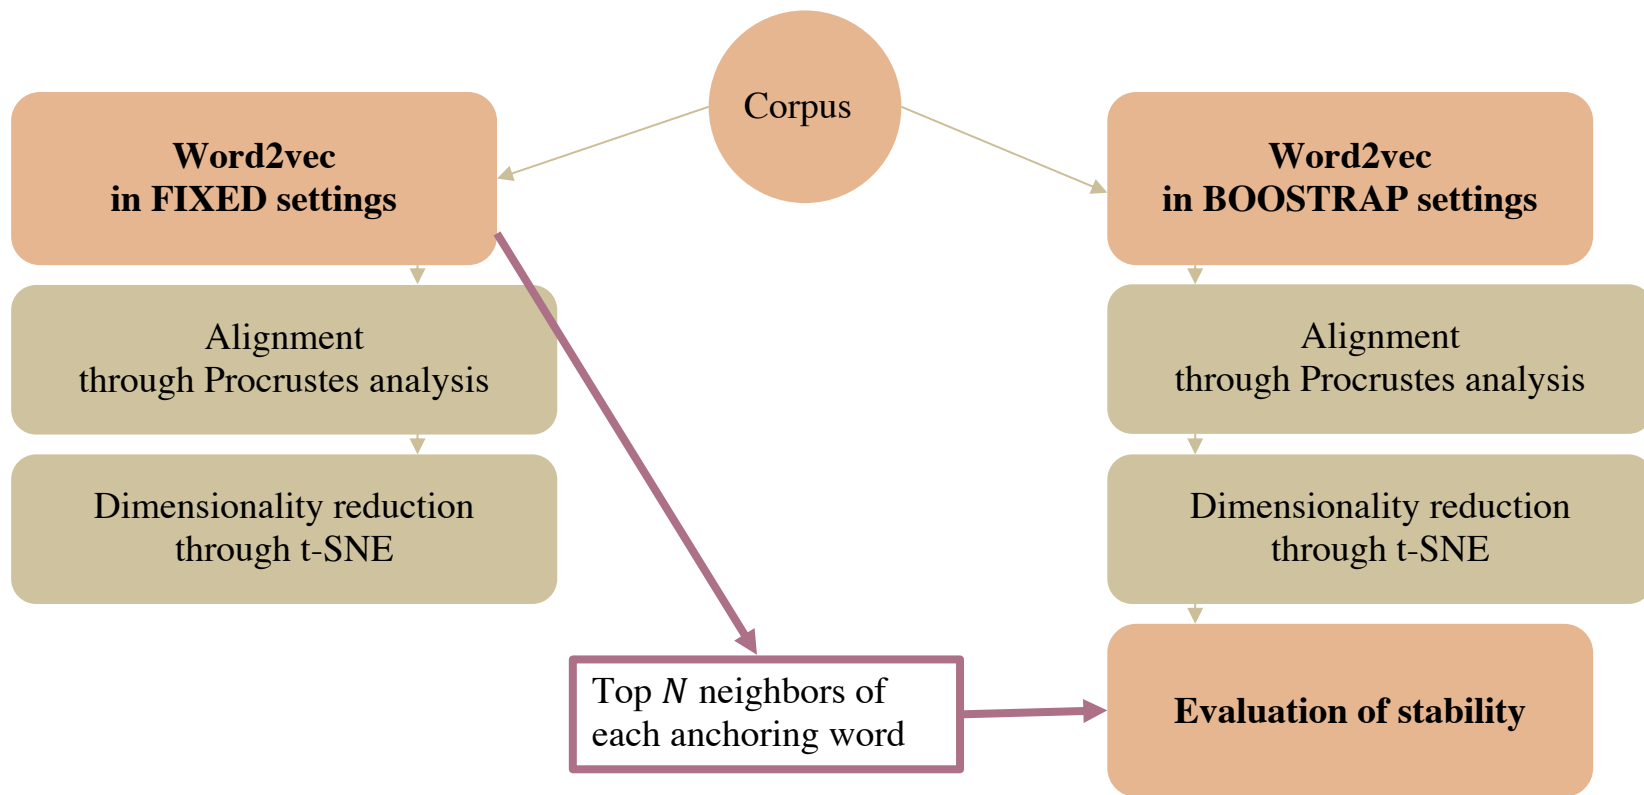 Corpus
Word2vec
in FIXED settings
Word2vec
in BOOSTRAP settings
Alignment
through Procrustes analysis
Alignment
through Procrustes analysis
Dimensionality reduction
through t-SNE
Dimensionality reduction
through t-SNE
Top N neighbors of
each anchoring word
Evaluation of stability